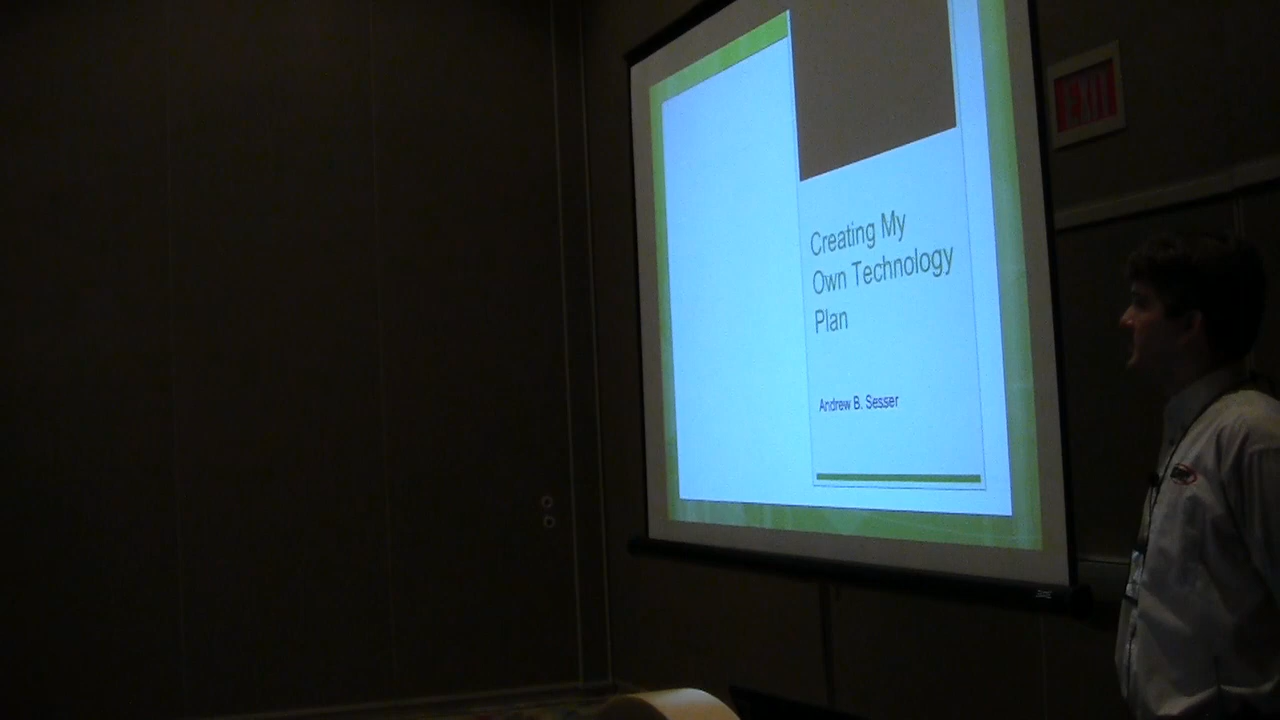 Creating My
Own Technology
Plan
Andrew B. Sesser
EXIT